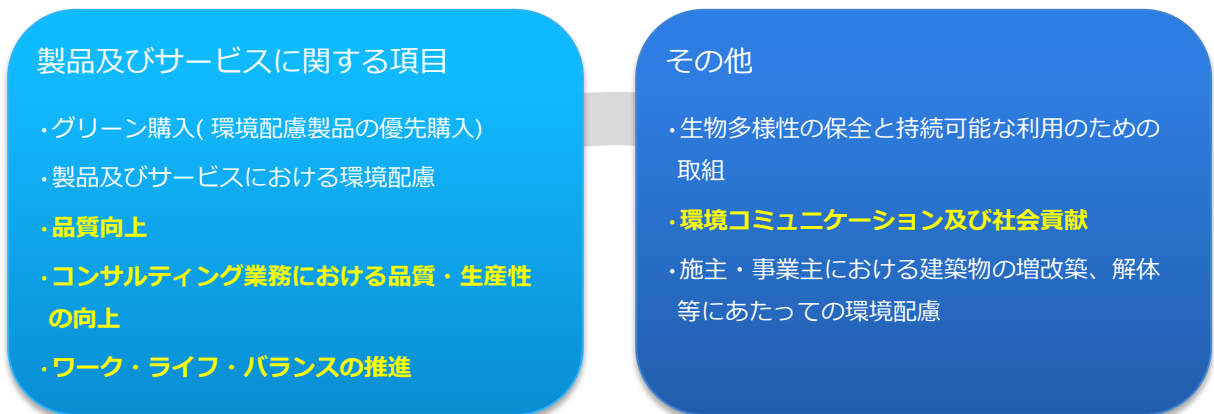 製品及びサービスに関する項目
・グリーン購入( 環境配慮製品の優先購入)
・製品及びサービスにおける環境配慮
・品質向上
・コンサルティング業務における品質・生産性
の向上
・ワーク・ライフ・バランスの推進
その他
・生物多様性の保全と持続可能な利用のための
取組
・環境コミュニケーション及び社会貢献
・施主・事業主における建築物の増改築、解体
等にあたっての環境配慮